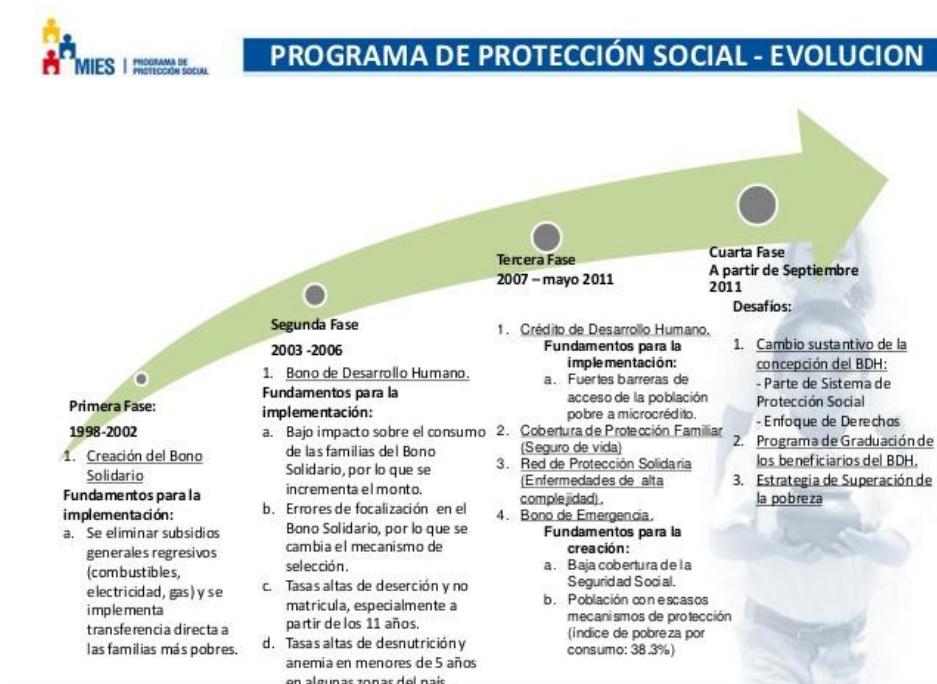 MIES | PROGRAMA DE
PROTECCIÓN SOCIAL
PROGRAMA DE PROTECCIÓN SOCIAL - EVOLUCION
Primera Fase:
1998-2002
1. Creación del Bono
Solidario
Fundamentos para la
implementación:
a. Se eliminar subsidios
generales regresivos
(combustibles,
electricidad, gas) y se
implementa
transferencia directa a
las familias más pobres.
Segunda Fase
2003 -2006
1. Bono de Desarrollo Humano.
Fundamentos para la
implementación:
a. Bajo impacto sobre el consumo
de las familias del Bono
Solidario, por lo que se
incrementa el monto.
b. Errores de focalización en el
Bono Solidario, por lo que se
cambia el mecanismo de
selección.
c. Tasas altas de deserción y no
matricula, especialmente a
partir de los 11 años.
d. Tasas altas de desnutrición y
anemia en menores de 5 años
en algunas zonas del país
Tercera Fase
2007 – mayo 2011
1. Crédito de Desarrollo Humano.
Fundamentos para la
implementación:
a. Fuertes barreras de
acceso de la población
pobre a microcrédito.
2. Cobertura de Protección Familiar
(Seguro de vida)
3. Red de Protección Solidaria
(Enfermedades de alta
complejidad).
4. Bono de Emergencia.
Fundamentos para la
creación:
a. Baja cobertura de la
Seguridad Social.
b. Población con escasos
mecanismos de protección
(índice de pobreza por
consumo: 38.3%)
Cuarta Fase
A partir de Septiembre
2011
Desafíos:
1. Cambio sustantivo de la
concepción del BDH:
- Parte de Sistema de
Protección Social
- Enfoque de Derechos
2. Programa de Graduación de
los beneficiarios del BDH.
3. Estrategia de Superación de
la pobreza